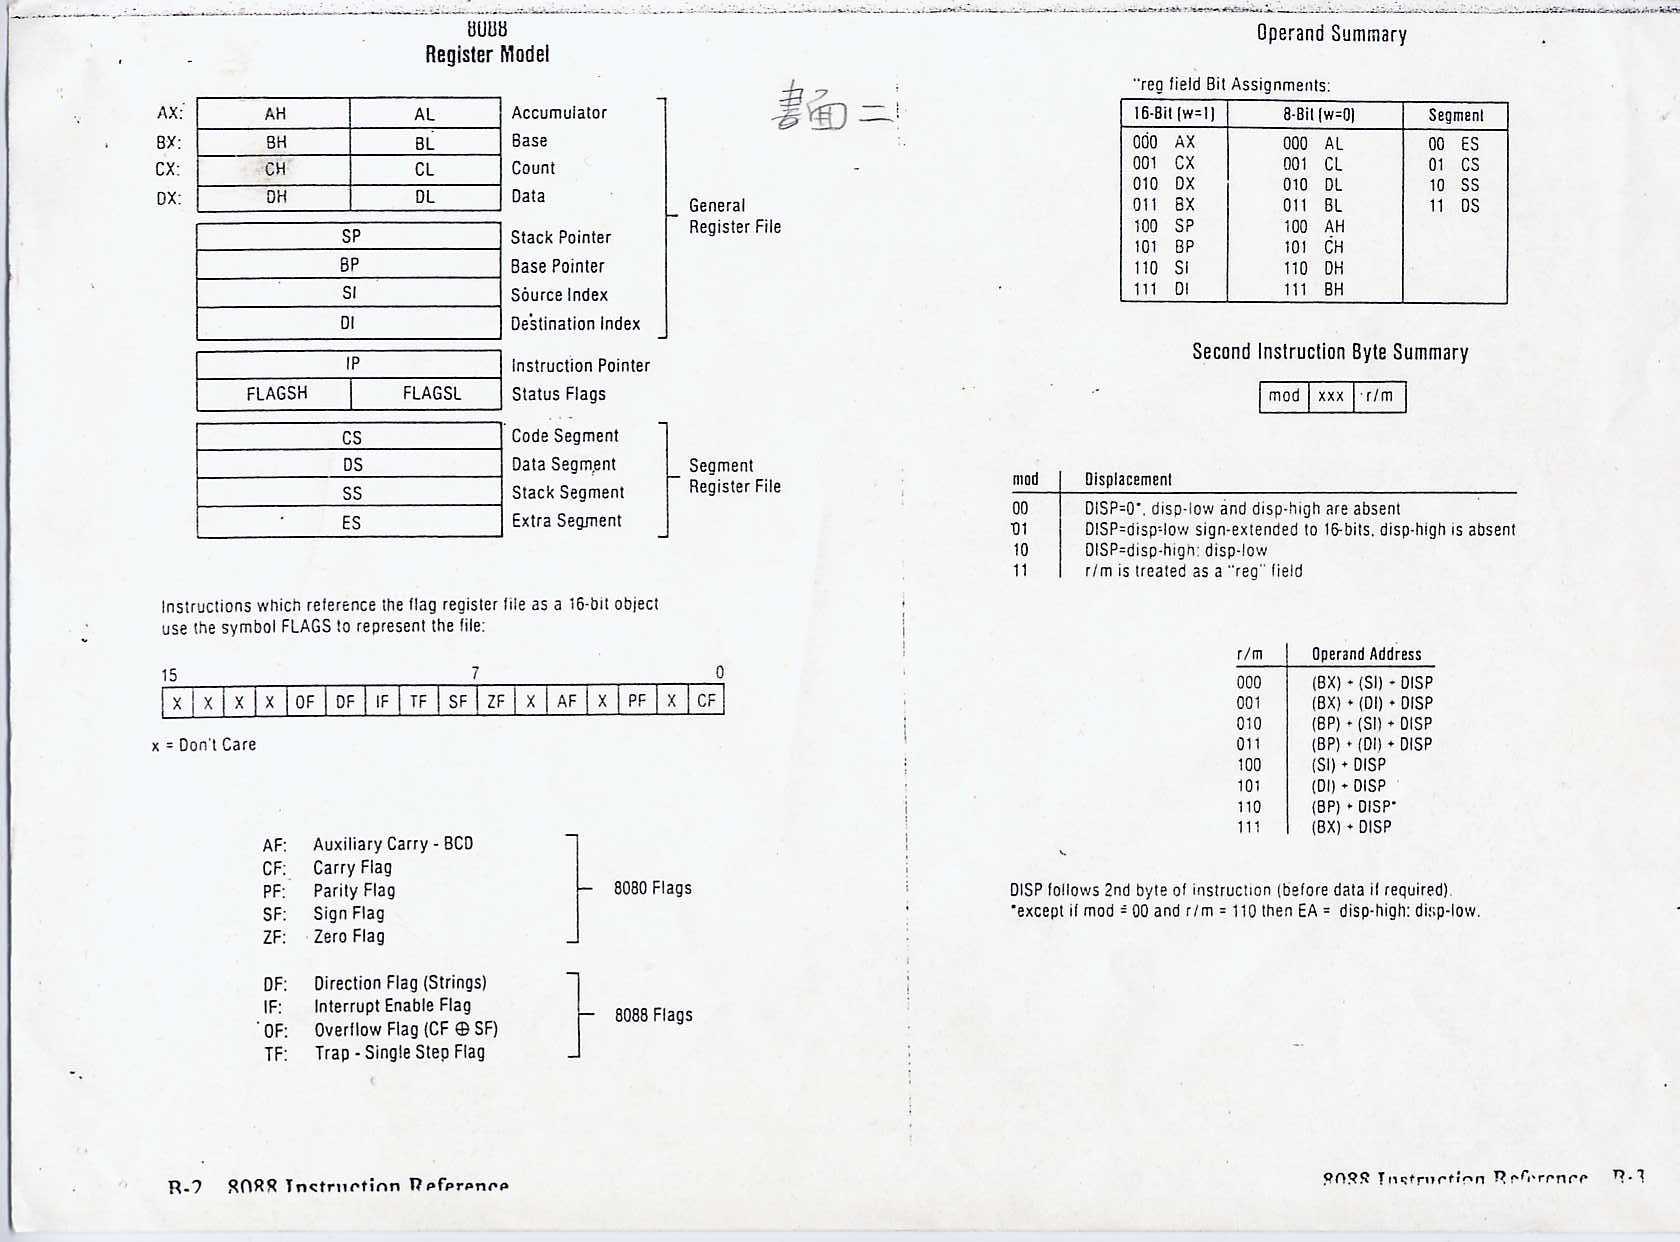 8088
Register Model
AX: AH AL Accumulator
BX: BH BL Base
CX: CH CL Count
DX: DH DL Data
General
Register File
SP Stack Pointer
BP Base Pointer
SI Source Index
DI Destination Index
IP Instruction Pointer
FLAGSH FLAGSL Status Flags
CS Code Segment
DS Data Segment
SS Stack Segment
ES Extra Segment
Segment
Register File
Instructions which reference the flag register file as a 16-bit object
use the symbol FLAGS to represent the file:
15 7 0
X X X X OF DF IF TF SF ZF X AF X PF X CF
x = Don't Care
AF: Auxiliary Carry - BCD
CF: Carry Flag
PF: Parity Flag
SF: Sign Flag
ZF: Zero Flag
8080 Flags
DF: Direction Flag (Strings)
IF: Interrupt Enable Flag
OF: Overflow Flag (CF ⊕ SF)
TF: Trap - Single Step Flag
8088 Flags
B-2 8088 Instruction Reference
書面二
Operand Summary
"reg field Bit Assignments:
16-Bit (w=1) 8-Bit (w=0) Segment
000 AX 000 AL 00 ES
001 CX 001 CL 01 CS
010 DX 010 DL 10 SS
011 BX 011 BL 11 DS
100 SP 100 AH
101 BP 101 CH
110 SI 110 DH
111 DI 111 BH
Second Instruction Byte Summary
mod xxx r/m
mod Displacement
00 DISP=0*, disp-low and disp-high are absent
01 DISP=disp-low sign-extended to 16-bits, disp-high is absent
10 DISP=disp-high: disp-low
11 r/m is treated as a "reg" field
r/m Operand Address
000 (BX) + (SI) + DISP
001 (BX) + (DI) + DISP
010 (BP) + (SI) + DISP
011 (BP) + (DI) + DISP
100 (SI) + DISP
101 (DI) + DISP
110 (BP) + DISP*
111 (BX) + DISP
DISP follows 2nd byte of instruction (before data if required).
*except if mod = 00 and r/m = 110 then EA = disp-high: disp-low.
8088 Instruction Reference B-3